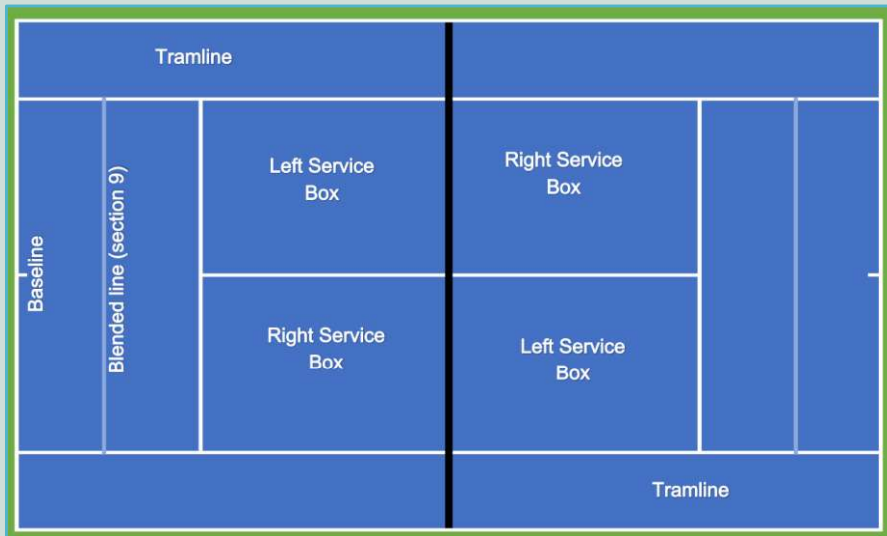 Tramline
Left Service
Box
Right Service
Box
Baseline
Blended line (section 9)
Right Service
Box
Left Service
Box
Tramline